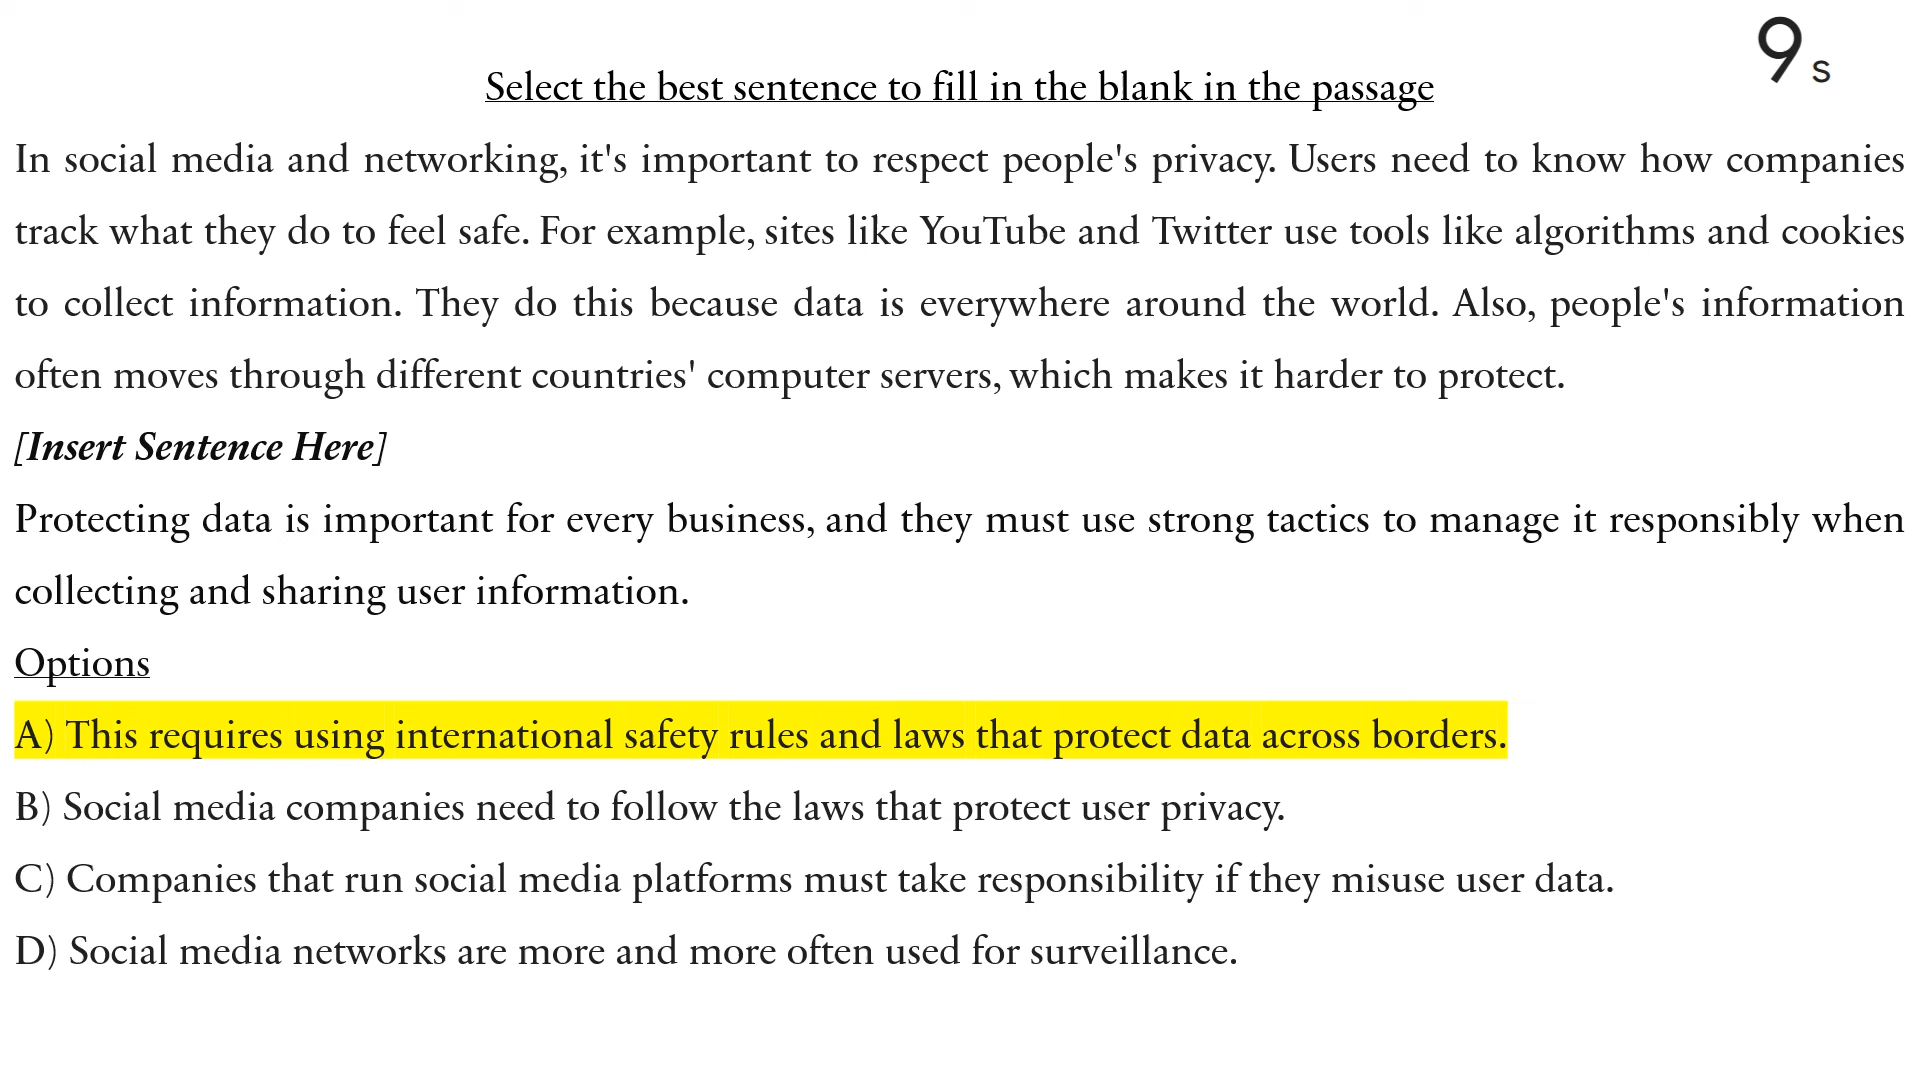 9 s
Select the best sentence to fill in the blank in the passage
In social media and networking, it's important to respect people's privacy. Users need to know how companies
track what they do to feel safe. For example, sites like YouTube and Twitter use tools like algorithms and cookies
to collect information. They do this because data is everywhere around the world. Also, people's information
often moves through different countries' computer servers, which makes it harder to protect.
[Insert Sentence Here]
Protecting data is important for every business, and they must use strong tactics to manage it responsibly when
collecting and sharing user information.
Options
A) This requires using international safety rules and laws that protect data across borders.
B) Social media companies need to follow the laws that protect user privacy.
C) Companies that run social media platforms must take responsibility if they misuse user data.
D) Social media networks are more and more often used for surveillance.